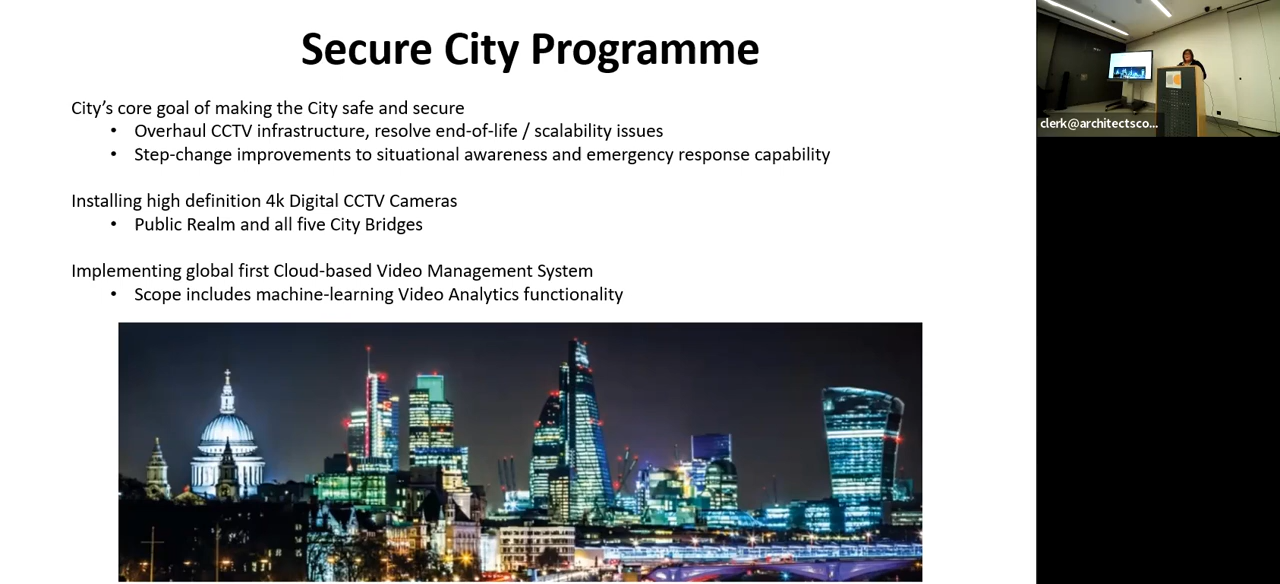 Secure City Programme
City's core goal of making the City safe and secure
• Overhaul CCTV infrastructure, resolve end-of-life / scalability issues
• Step-change improvements to situational awareness and emergency response capability
Installing high definition 4k Digital CCTV Cameras
• Public Realm and all five City Bridges
Implementing global first Cloud-based Video Management System
• Scope includes machine-learning Video Analytics functionality
clerk@architectsco...